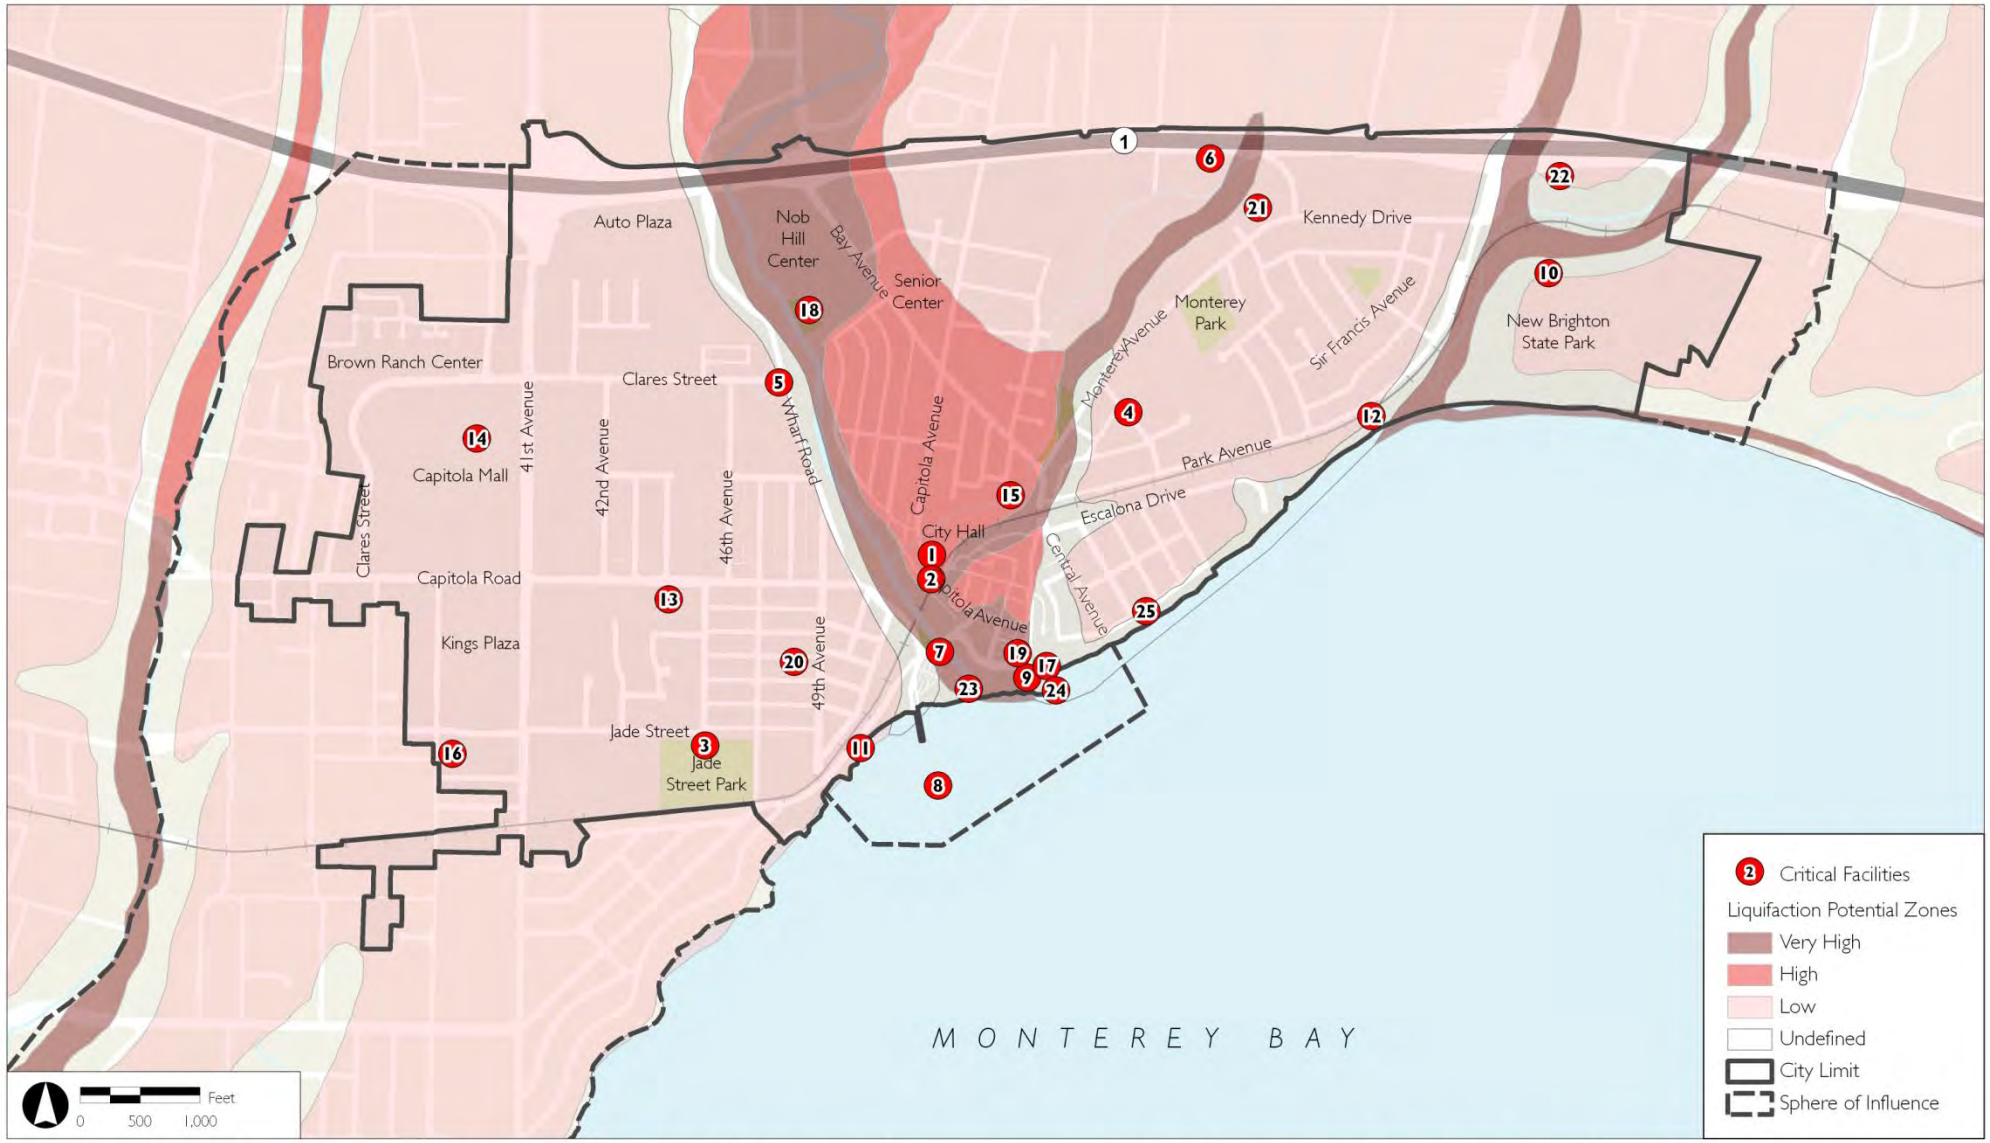 1
6
22
21
Kennedy Drive
Auto Plaza
Nob
Hill
Center
Bay Avenue
Senior
Center
10
18
Monterey
Park
Sir Francis Avenue
New Brighton
State Park
Monterey Avenue
Brown Ranch Center
Clares Street
5
Wharf Road
4
12
41st Avenue
42nd Avenue
14
Capitola Mall
Capitola Avenue
Park Avenue
46th Avenue
15
Escalona Drive
Clares Street
City Hall
1
Central Avenue
Capitola Road
2
pitola Avenue
13
25
Kings Plaza
49th Avenue
20
7
19
17
9
23
24
Jade Street
3
Jade
Street Park
16
11
8
MONTEREY BAY
2 Critical Facilities
Liquifaction Potential Zones
Very High
High
Low
Undefined
City Limit
Sphere of Influence
Feet
0 500 1,000